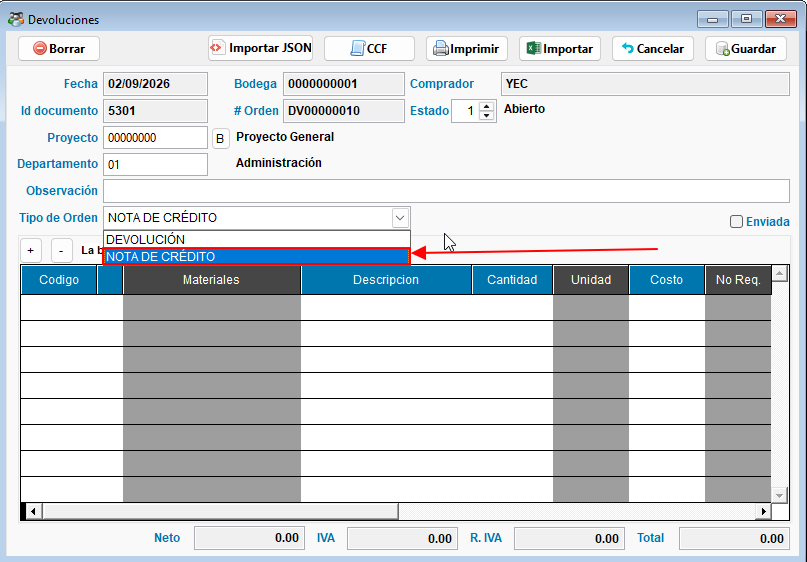 Devoluciones
Borrar Importar JSON CCF Imprimir Importar Cancelar Guardar
Fecha 02/09/2026 Bodega 0000000001 Comprador YEC
Id documento 5301 # Orden DV00000010 Estado 1 Abierto
Proyecto 00000000 B Proyecto General
Departamento 01 Administración
Observación
Tipo de Orden NOTA DE CRÉDITO Enviada
DEVOLUCIÓN
+ - La
NOTA DE CRÉDITO
Codigo Materiales Descripcion Cantidad Unidad Costo No Req.
Neto 0.00 IVA 0.00 R. IVA 0.00 Total 0.00